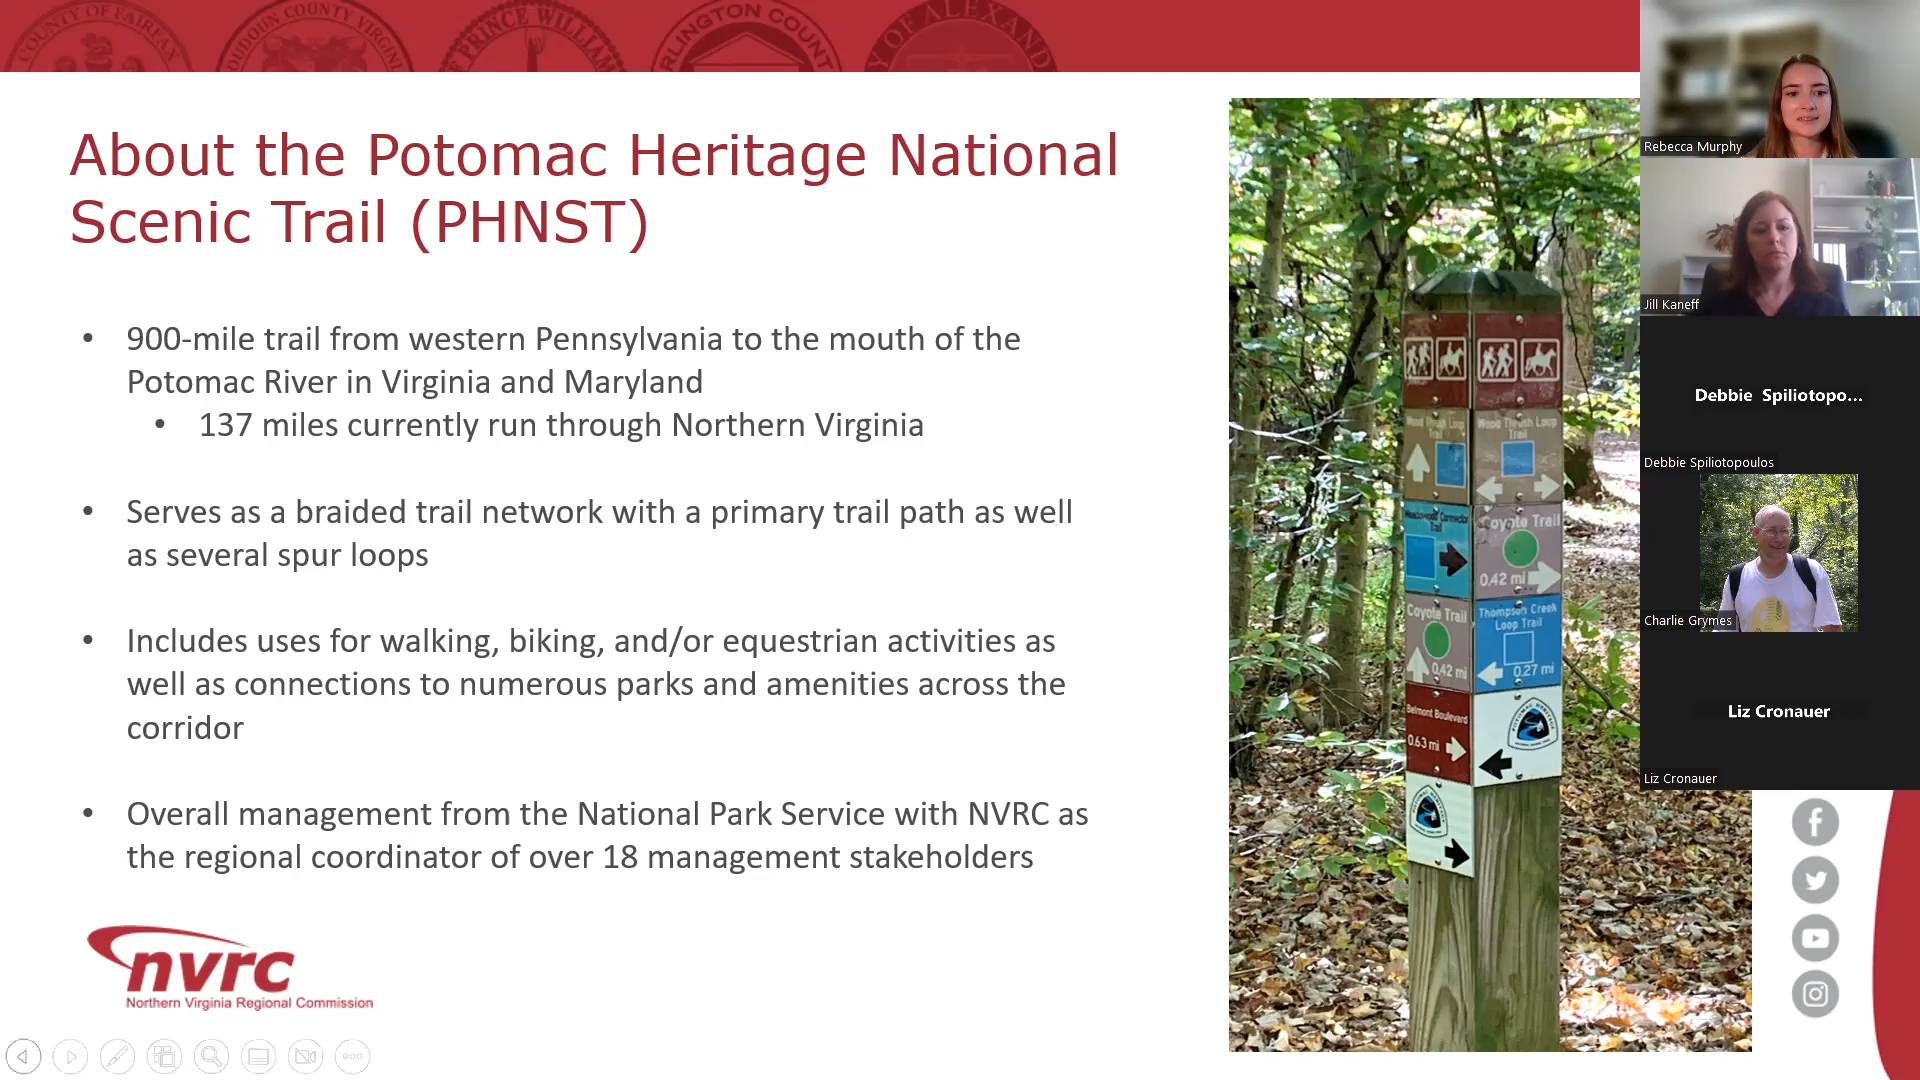 COUNTY OF FAIRFAX
LOUDOUN COUNTY VIRGINIA
PRINCE WILLIAM
ARLINGTON COUNTY
OF ALEXAND
About the Potomac Heritage National
Scenic Trail (PHNST)
• 900-mile trail from western Pennsylvania to the mouth of the
Potomac River in Virginia and Maryland
• 137 miles currently run through Northern Virginia
• Serves as a braided trail network with a primary trail path as well
as several spur loops
• Includes uses for walking, biking, and/or equestrian activities as
well as connections to numerous parks and amenities across the
corridor
• Overall management from the National Park Service with NVRC as
the regional coordinator of over 18 management stakeholders
nvrc
Northern Virginia Regional Commission
Wood Thrush Loop
Trail
Wood Thrush Loop
Trail
Meadowood Connector
Trail
Coyote Trail
0.42 mi
Coyote Trail
0.42 mi
Thompson Creek
Loop Trail
0.27 mi
Belmont Boulevard
0.63 mi
POTOMAC HERITAGE
Rebecca Murphy
Jill Kaneff
Debbie Spiliotopo...
Debbie Spiliotopoulos
Charlie Grymes
Liz Cronauer
Liz Cronauer